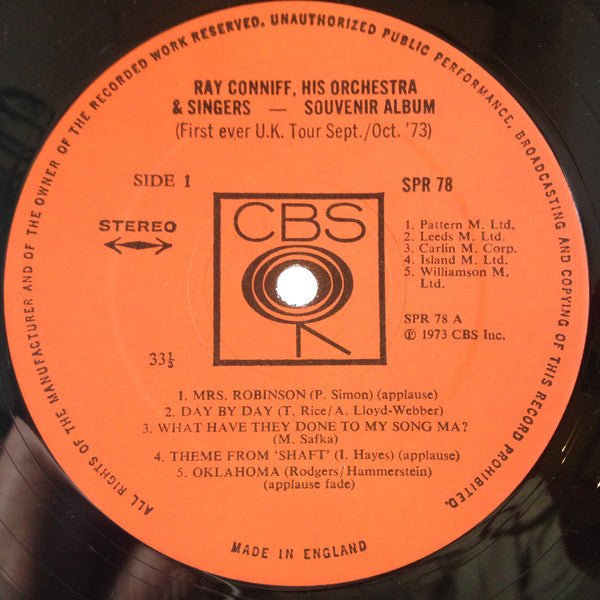 ALL RIGHTS OF THE MANUFACTURER AND OF THE OWNER OF THE RECORDED WORK RESERVED. UNAUTHORIZED PUBLIC PERFORMANCE, BROADCASTING AND COPYING OF THIS RECORD PROHIBITED.
RAY CONNIFF, HIS ORCHESTRA
& SINGERS — SOUVENIR ALBUM
(First ever U.K. Tour Sept./Oct. '73)
SIDE 1
SPR 78
STEREO
CBS
1. Pattern M. Ltd.
2. Leeds M. Ltd.
3. Carlin M. Corp.
4. Island M. Ltd.
5. Williamson M.
Ltd.
SPR 78 A
℗ 1973 CBS Inc.
33⅓
1. MRS. ROBINSON (P. Simon) (applause)
2. DAY BY DAY (T. Rice/A. Lloyd-Webber)
3. WHAT HAVE THEY DONE TO MY SONG MA?
(M. Safka)
4. THEME FROM 'SHAFT' (I. Hayes) (applause)
5. OKLAHOMA (Rodgers/Hammerstein)
(applause fade)
MADE IN ENGLAND